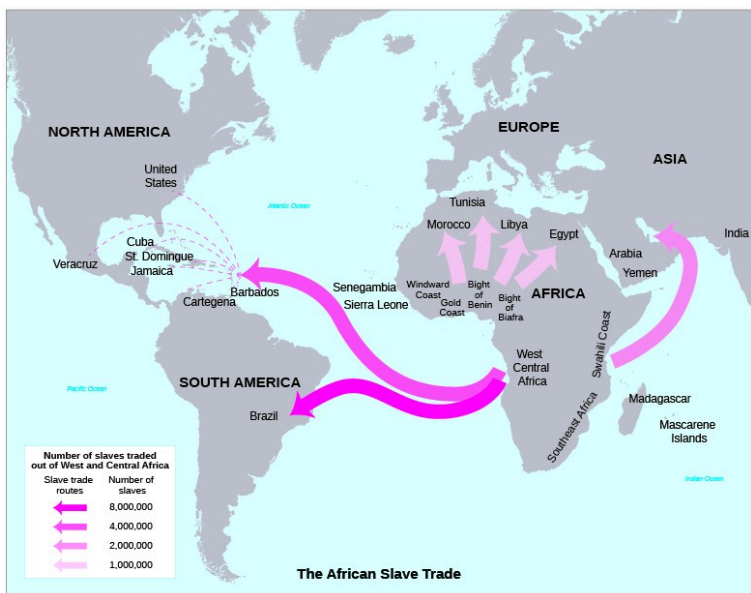 NORTH AMERICA
United
States
Atlantic Ocean
Cuba
St. Domingue
Jamaica
Veracruz
Barbados
Cartegena
EUROPE
ASIA
Tunisia
Morocco
Libya
Egypt
Arabia
Yemen
India
Senegambia
Sierra Leone
Windward
Coast
Gold
Coast
Bight
of
Benin
Bight
of
Biafra
AFRICA
West
Central
Africa
Swahili Coast
Southeast Africa
Madagascar
Mascarene
Islands
Pacific Ocean
SOUTH AMERICA
Brazil
Indian Ocean
Number of slaves traded
out of West and Central Africa
Slave trade
routes
Number of
slaves
8,000,000
4,000,000
2,000,000
1,000,000
The African Slave Trade